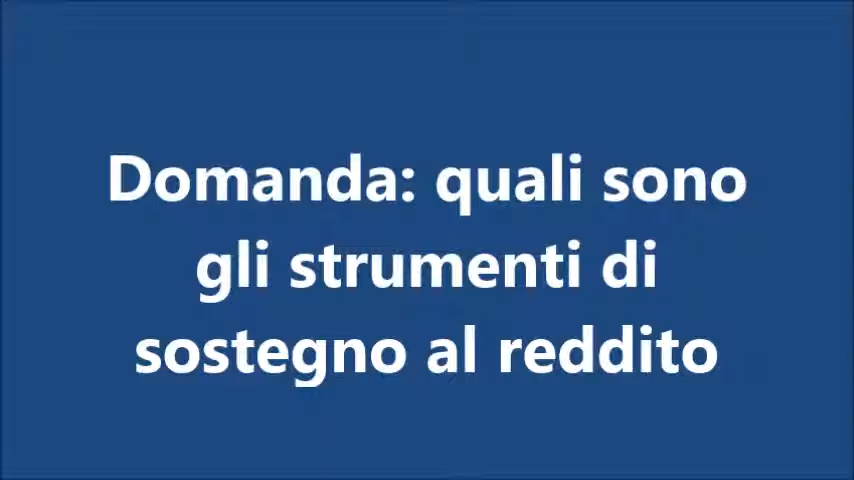 Domanda: quali sono
gli strumenti di
sostegno al reddito